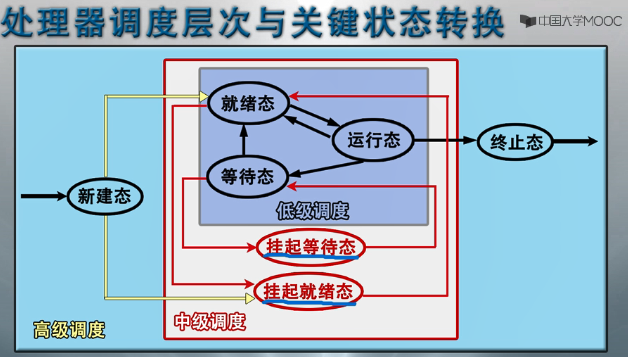 处理器调度层次与关键状态转换
中国大学MOOC
就绪态
运行态
终止态
等待态
新建态
低级调度
挂起等待态
挂起就绪态
中级调度
高级调度